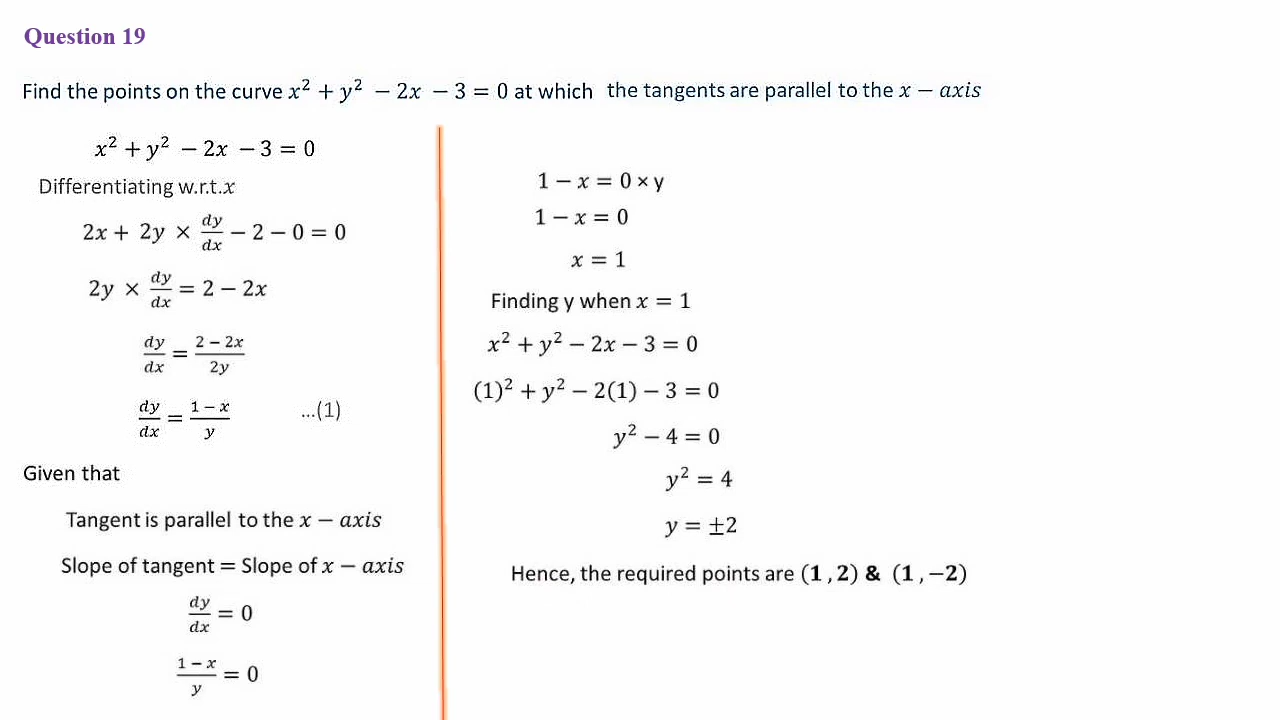 Question 19
Find the points on the curve x² + y² − 2x − 3 = 0 at which the tangents are parallel to the x − axis
x² + y² − 2x − 3 = 0
Differentiating w.r.t.x
2x + 2y × dy/dx − 2 − 0 = 0
2y × dy/dx = 2 − 2x
dy/dx = (2 − 2x)/2y
dy/dx = (1 − x)/y ...(1)
Given that
Tangent is parallel to the x − axis
Slope of tangent = Slope of x − axis
dy/dx = 0
(1 − x)/y = 0
1 − x = 0 × y
1 − x = 0
x = 1
Finding y when x = 1
x² + y² − 2x − 3 = 0
(1)² + y² − 2(1) − 3 = 0
y² − 4 = 0
y² = 4
y = ±2
Hence, the required points are (1 , 2) & (1 , −2)